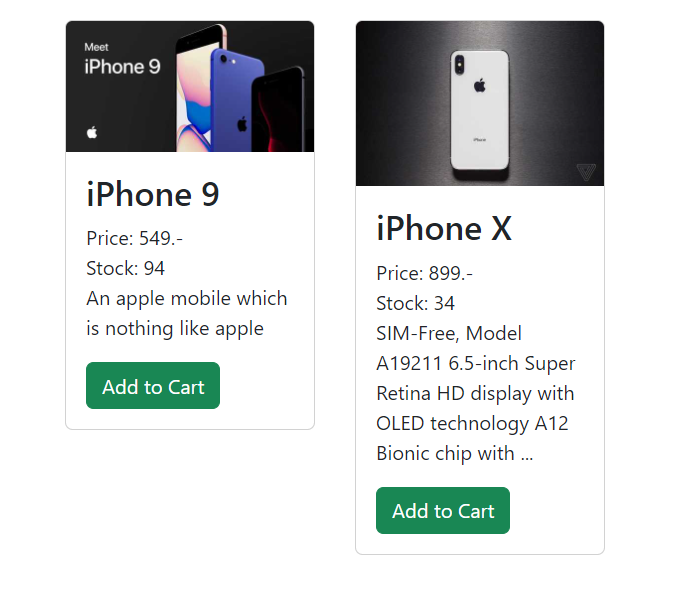 Meet
iPhone 9
iPhone 9
Price: 549.-
Stock: 94
An apple mobile which
is nothing like apple
Add to Cart
iPhone
iPhone X
Price: 899.-
Stock: 34
SIM-Free, Model
A19211 6.5-inch Super
Retina HD display with
OLED technology A12
Bionic chip with ...
Add to Cart